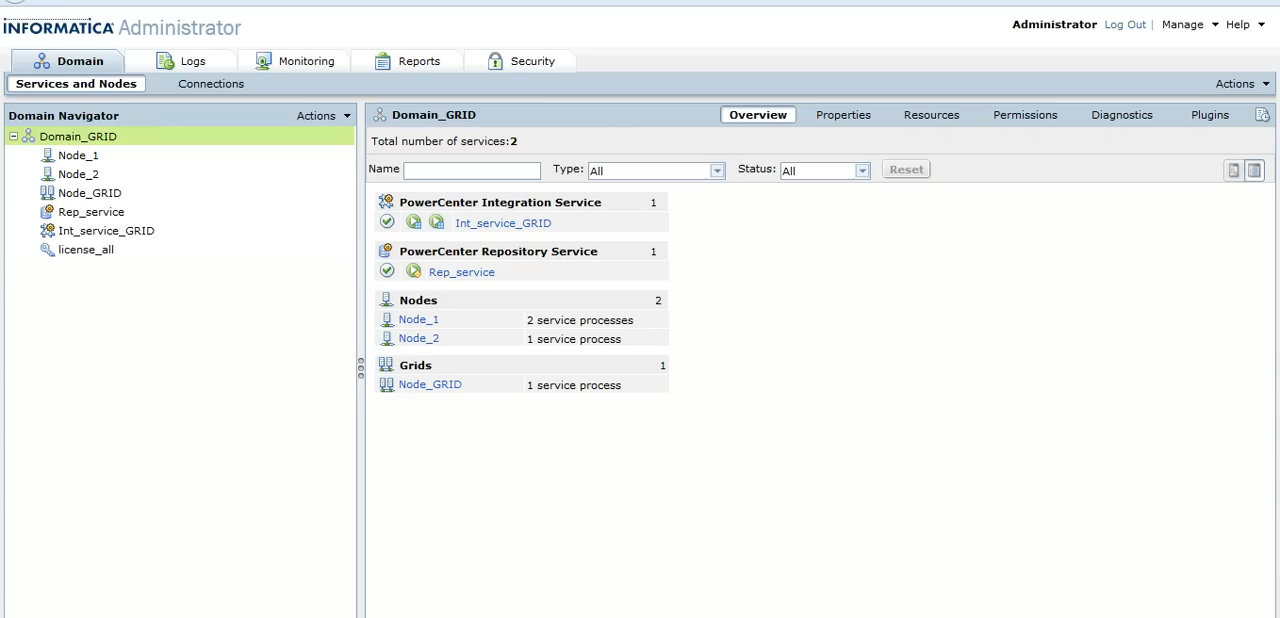 INFORMATICA Administrator
Administrator Log Out | Manage Help
Domain Logs Monitoring Reports Security
Services and Nodes Connections Actions
Domain Navigator Actions
Domain_GRID
Node_1
Node_2
Node_GRID
Rep_service
Int_service_GRID
license_all
Domain_GRID Overview Properties Resources Permissions Diagnostics Plugins
Total number of services:2
Name Type: All Status: All Reset
PowerCenter Integration Service 1
Int_service_GRID
PowerCenter Repository Service 1
Rep_service
Nodes 2
Node_1 2 service processes
Node_2 1 service process
Grids 1
Node_GRID 1 service process